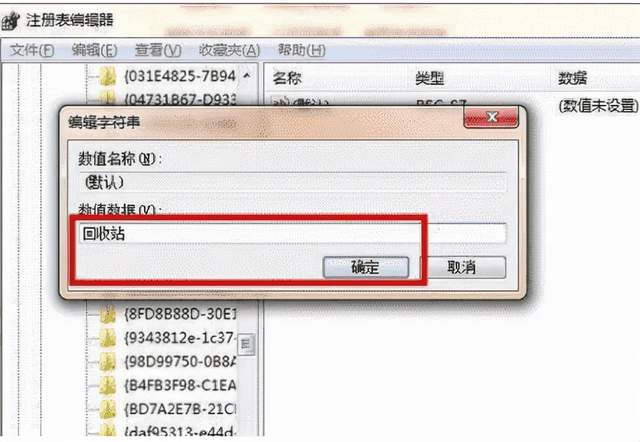 注册表编辑器
文件(F) 编辑(E) 查看(V) 收藏夹(A) 帮助(H)
{031E4825-7B94
{04731B67-D933
名称 类型 数据
(默认) (数值未设置)
编辑字符串
数值名称(N):
(默认)
数值数据(V):
回收站
确定 取消
{8FD8B88D-30E1
{9343812e-1c37-
{98D99750-0B8A
{B4FB3F98-C1EA
{BD7A2E7B-21CB
{daf95313-e44d-